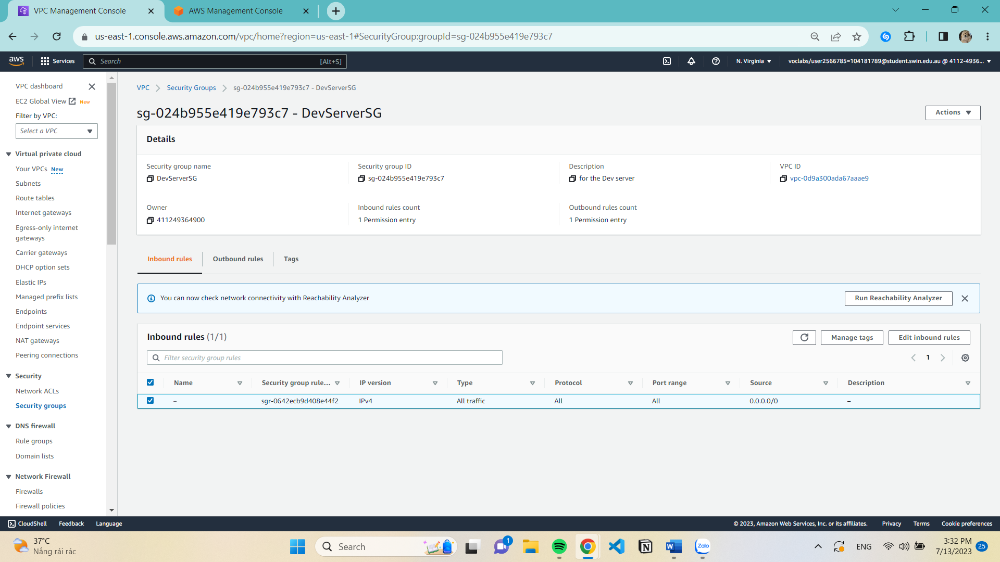 VPC Management Console
AWS Management Console
us-east-1.console.aws.amazon.com/vpc/home?region=us-east-1#SecurityGroup:groupId=sg-024b955e419e793c7
aws
Services
Search
[Alt+S]
N. Virginia
voclabs/user2566785=104181789@student.swin.edu.au @ 4112-4936...
VPC dashboard
EC2 Global View New
Filter by VPC:
Select a VPC
Virtual private cloud
Your VPCs New
Subnets
Route tables
Internet gateways
Egress-only internet
gateways
Carrier gateways
DHCP option sets
Elastic IPs
Managed prefix lists
Endpoints
Endpoint services
NAT gateways
Peering connections
Security
Network ACLs
Security groups
DNS firewall
Rule groups
Domain lists
Network Firewall
Firewalls
Firewall policies
VPC Security Groups sg-024b955e419e793c7 - DevServerSG
sg-024b955e419e793c7 - DevServerSG
Actions
Details
Security group name
DevServerSG
Security group ID
sg-024b955e419e793c7
Description
for the Dev server
VPC ID
vpc-0d9a300ada67aaae9
Owner
411249364900
Inbound rules count
1 Permission entry
Outbound rules count
1 Permission entry
Inbound rules
Outbound rules
Tags
You can now check network connectivity with Reachability Analyzer
Run Reachability Analyzer
Inbound rules (1/1)
Manage tags
Edit inbound rules
Filter security group rules
1
Name Security group rule... IP version Type Protocol Port range Source Description
– sgr-0642ecb9d408e44f2 IPv4 All traffic All All 0.0.0.0/0 –
CloudShell
Feedback
Language
© 2023, Amazon Web Services, Inc. or its affiliates.
Privacy
Terms
Cookie preferences
37°C
Nắng rải rác
Search
1
Zalo
ENG
3:32 PM
7/13/2023
25